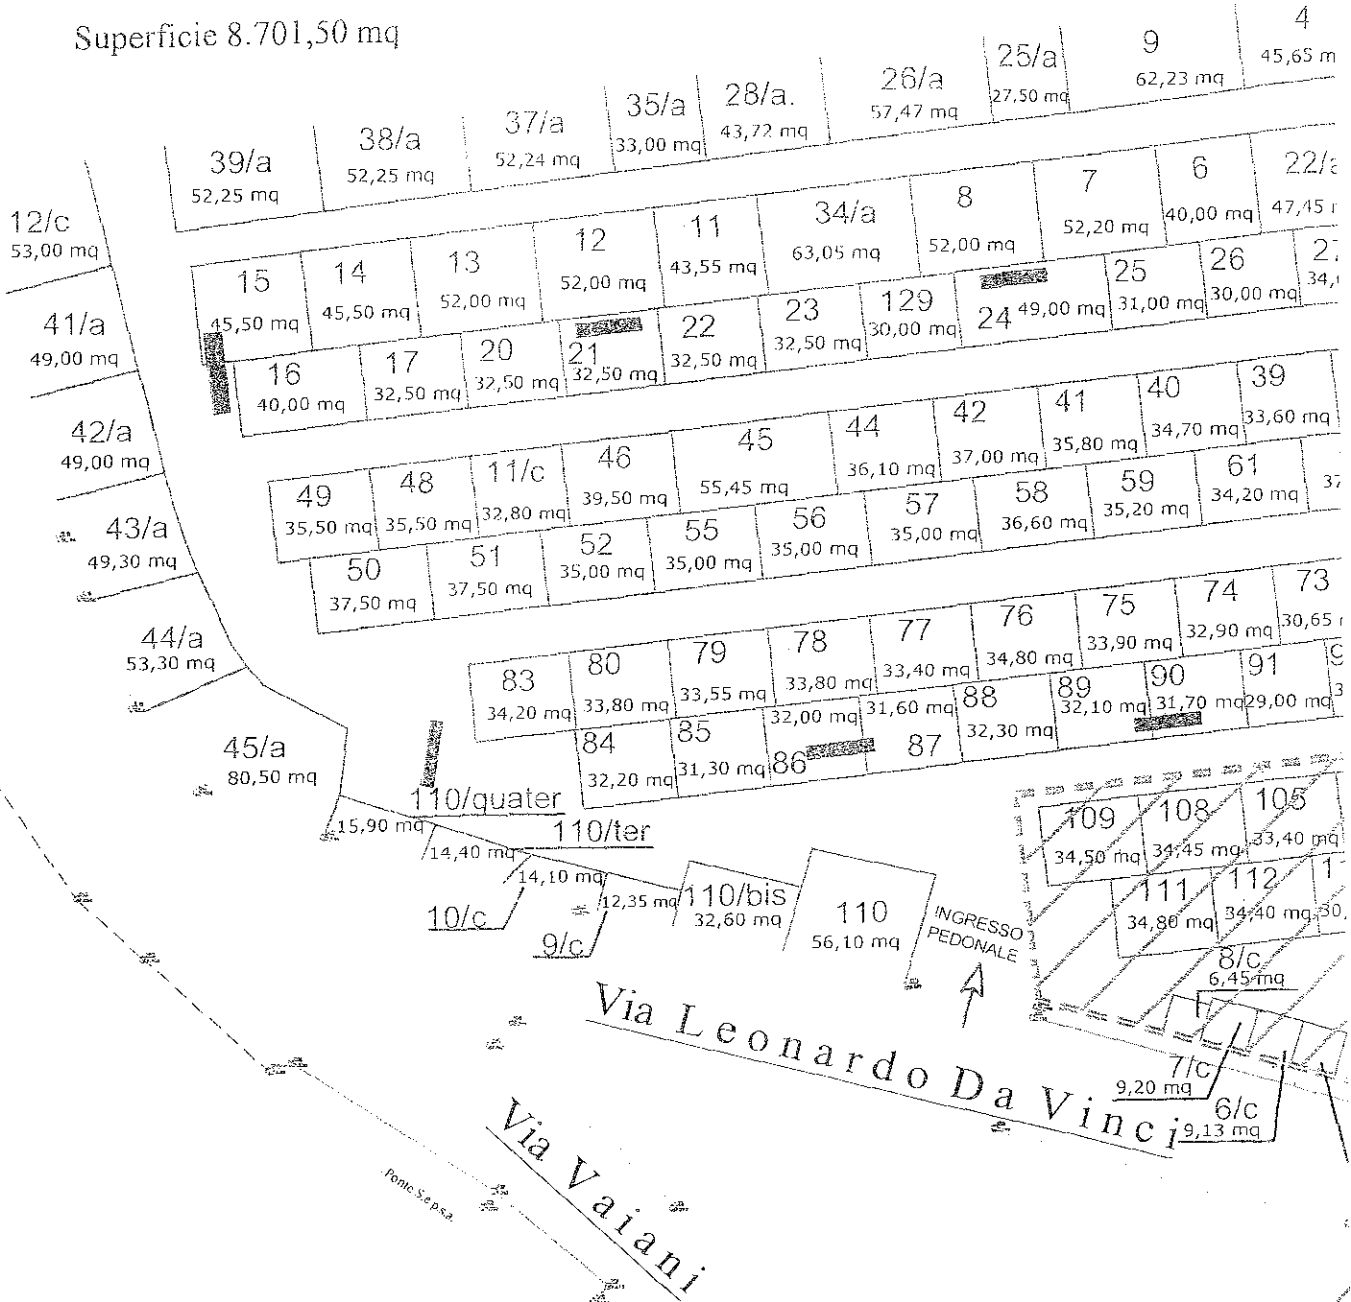 Superficie 8.701,50 mq
4
45,65 m
9
62,23 mq
25/a
27,50 mq
26/a
57,47 mq
28/a.
43,72 mq
35/a
33,00 mq
37/a
52,24 mq
38/a
52,25 mq
39/a
52,25 mq
12/c
53,00 mq
41/a
49,00 mq
42/a
49,00 mq
43/a
49,30 mq
44/a
53,30 mq
45/a
80,50 mq
15
45,50 mq
14
45,50 mq
13
52,00 mq
12
52,00 mq
11
43,55 mq
34/a
63,05 mq
8
52,00 mq
7
52,20 mq
6
40,00 mq
22/a
47,45
16
40,00 mq
17
32,50 mq
20
32,50 mq
21
32,50 mq
22
32,50 mq
23
32,50 mq
129
30,00 mq
24
49,00 mq
25
31,00 mq
26
30,00 mq
34,
49
35,50 mq
48
35,50 mq
11/c
32,80 mq
46
39,50 mq
45
55,45 mq
44
36,10 mq
42
37,00 mq
41
35,80 mq
40
34,70 mq
39
33,60 mq
50
37,50 mq
51
37,50 mq
52
35,00 mq
55
35,00 mq
56
35,00 mq
57
35,00 mq
58
36,60 mq
59
35,20 mq
61
34,20 mq
37
83
34,20 mq
80
33,80 mq
79
33,55 mq
78
33,80 mq
77
33,40 mq
76
34,80 mq
75
33,90 mq
74
32,90 mq
73
30,65
84
32,20 mq
85
31,30 mq
86
32,00 mq
87
31,60 mq
88
32,30 mq
89
32,10 mq
90
31,70 mq
91
29,00 mq
9
3
109
34,50 mq
108
34,45 mq
105
33,40 mq
111
34,80 mq
112
34,40 mq
1
30,
110/quater
15,90 mq
110/ter
14,40 mq
10/c
14,10 mq
9/c
12,35 mq
110/bis
32,60 mq
110
56,10 mq
INGRESSO
PEDONALE
8/c
6,45 mq
7/c
9,20 mq
6/c
9,13 mq
Via Leonardo Da Vinci
Via Vaiani
Ponte S.e.p.s.a.